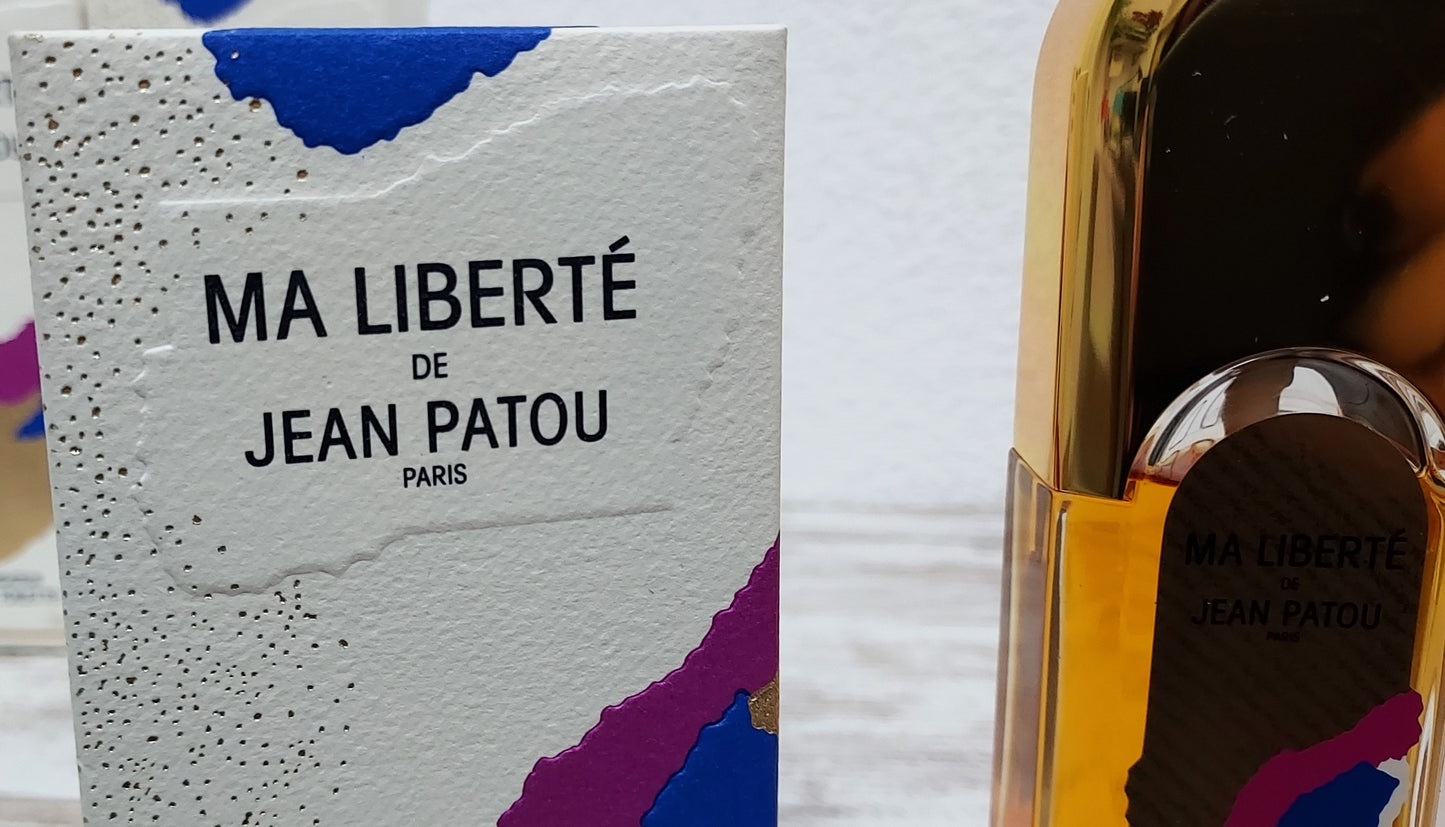 MA LIBERTÉ
DE
JEAN PATOU
PARIS
MA LIBERTÉ
DE
JEAN PATOU
PARIS